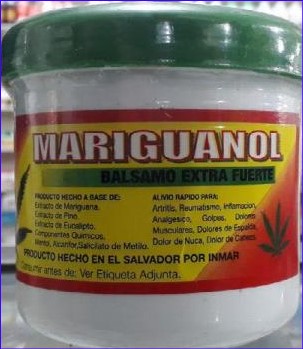 MARIGUANOL
BALSAMO EXTRA FUERTE
PRODUCTO HECHO A BASE DE:
Extracto de Mariguana.
Extracto de Pino.
Extracto de Eucalipto.
Componentes Químicos.
Mentol, Alcanfor, Salicilato de Metilo.
ALIVIO RAPIDO PARA:
Artritis, Reumatismo, Inflamacion,
Analgesico, Golpes, Dolores
Musculares, Dolores de Espalda,
Dolor de Nuca, Dolor de Cabeza.
PRODUCTO HECHO EN EL SALVADOR POR INMAR
antes de: Ver Etiqueta Adjunta.